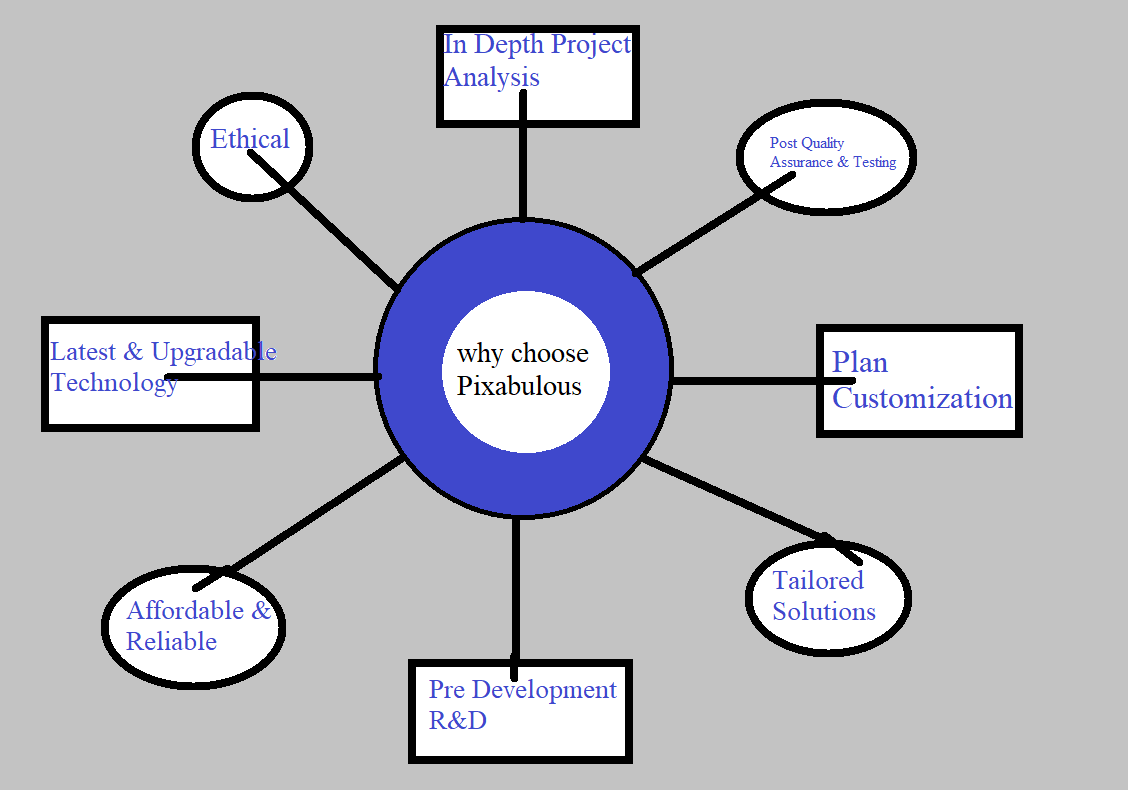 In Depth Project
Analysis
Ethical
Post Quality
Assurance & Testing
Latest & Upgradable
Technology
why choose
Pixabulous
Plan
Customization
Affordable &
Reliable
Tailored
Solutions
Pre Development
R&D